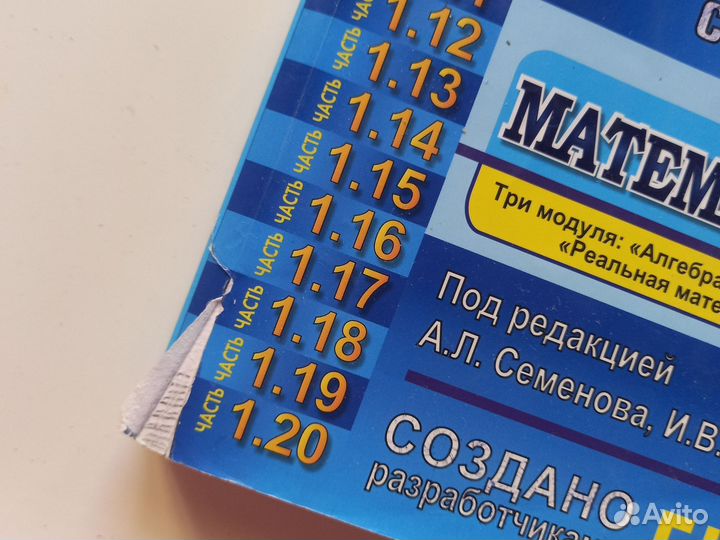 ЧАСТЬ 1.12
ЧАСТЬ 1.13
ЧАСТЬ 1.14
ЧАСТЬ 1.15
ЧАСТЬ 1.16
ЧАСТЬ 1.17
ЧАСТЬ 1.18
ЧАСТЬ 1.19
ЧАСТЬ 1.20
МАТЕМ
Три модуля: «Алгебра
«Реальная мате
Под редакцией
А.Л. Семенова, И.В.
СОЗДАНО
разработчикам
Avito